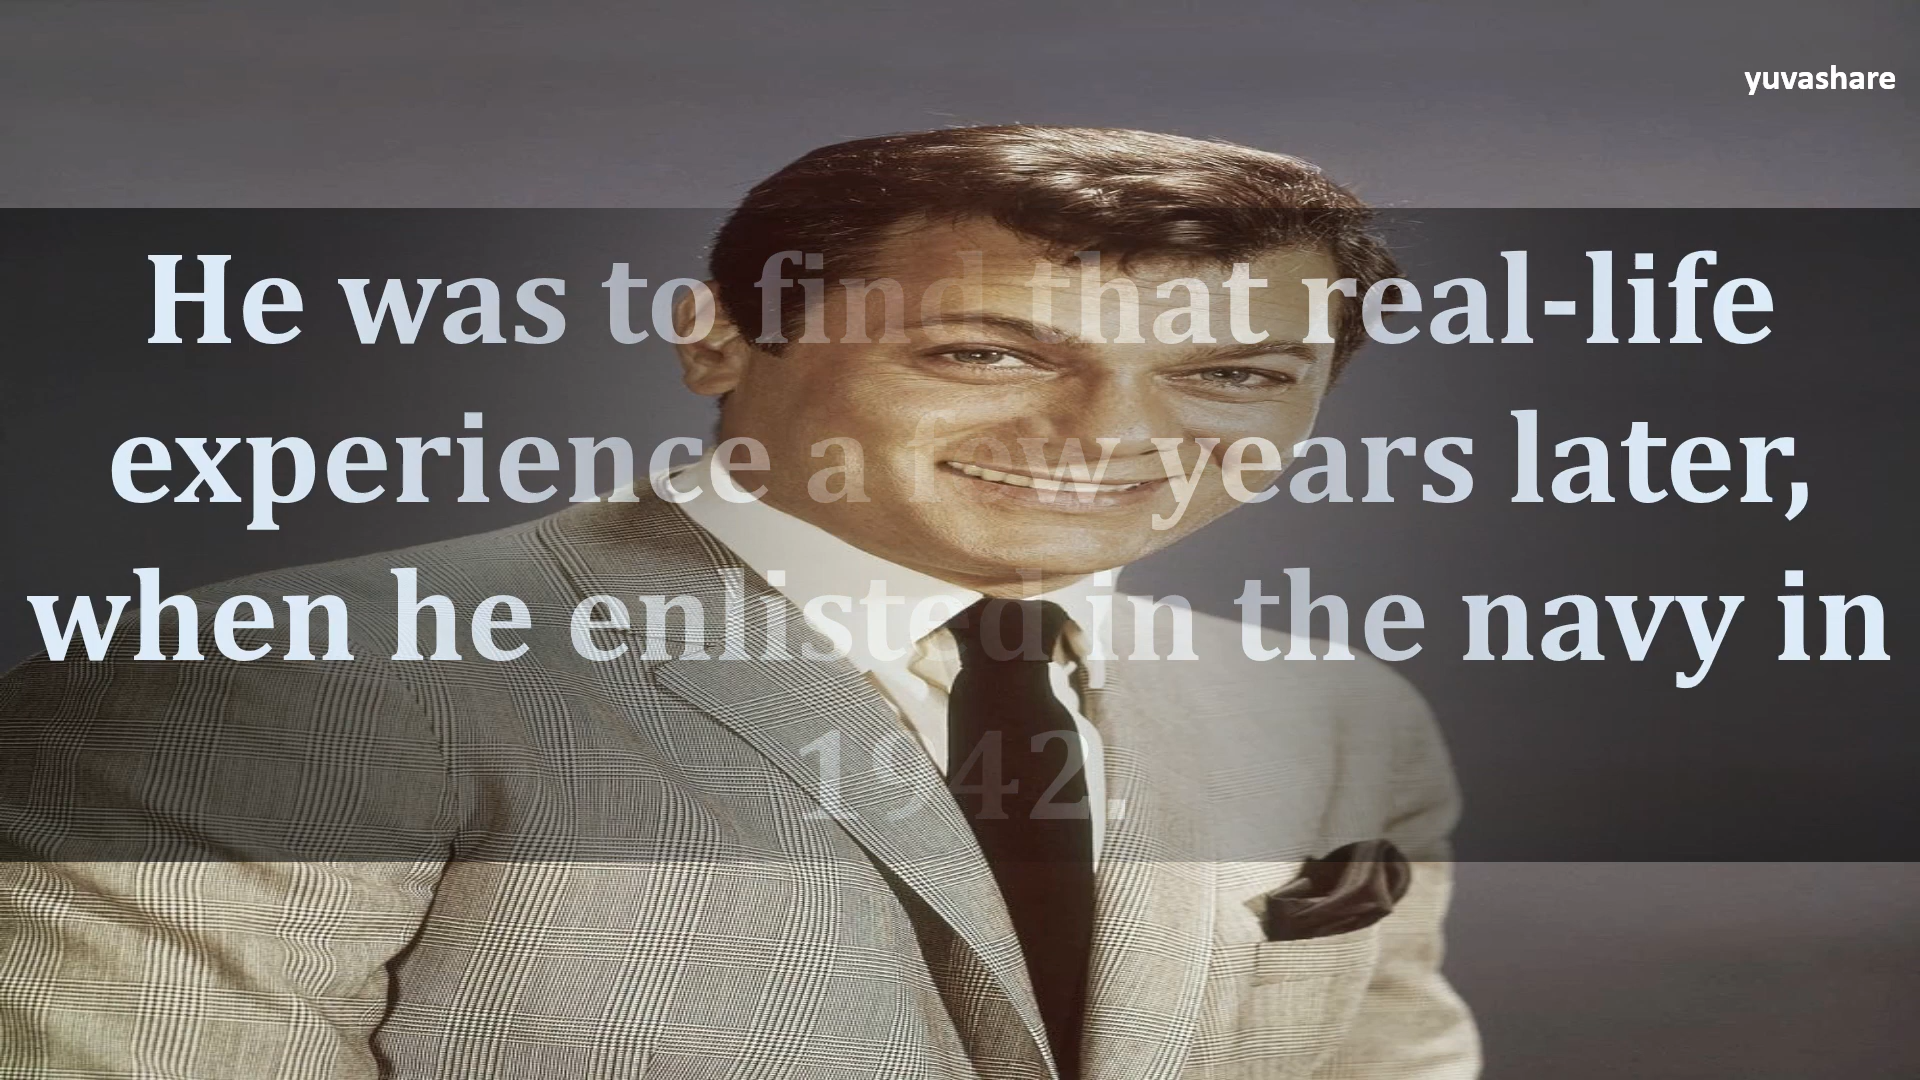 yuvashare
He was to find that real-life
experience a few years later,
when he enlisted in the navy in
1942.